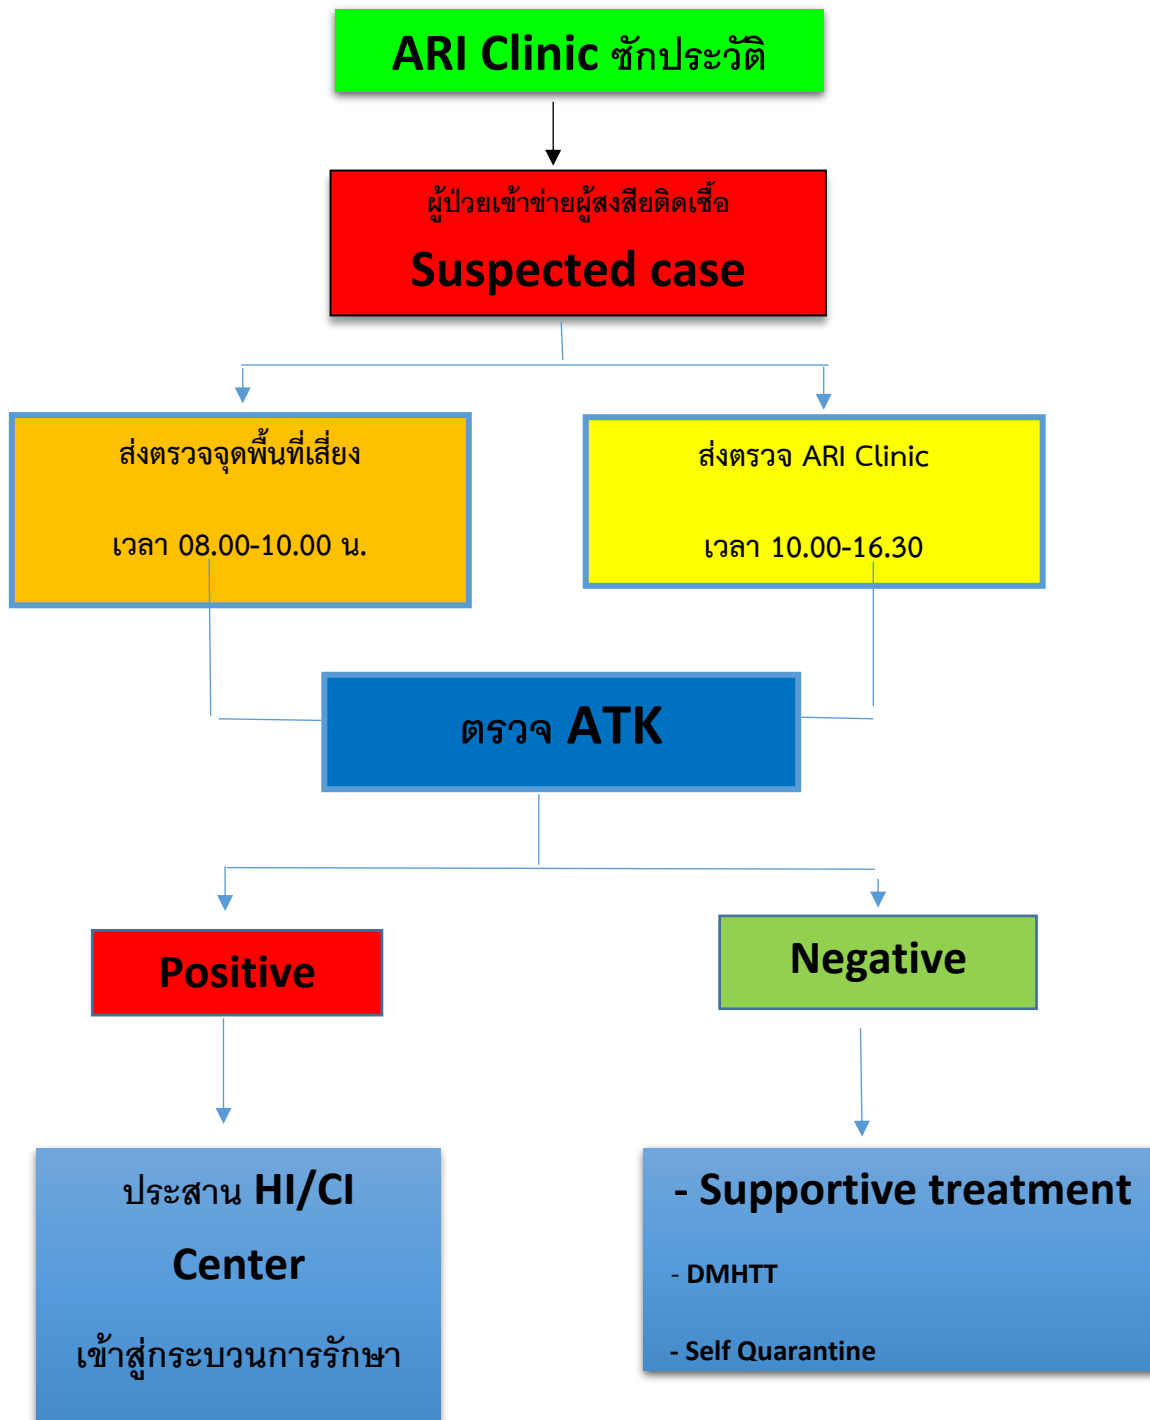 ARI Clinic ซักประวัติ
ผู้ป่วยเข้าข่ายผู้สงสียติดเชื้อ
Suspected case
ส่งตรวจจุดพื้นที่เสี่ยง
เวลา 08.00-10.00 น.
ส่งตรวจ ARI Clinic
เวลา 10.00-16.30
ตรวจ ATK
Positive
Negative
ประสาน HI/CI
Center
เข้าสู่กระบวนการรักษา
- Supportive treatment
- DMHTT
- Self Quarantine